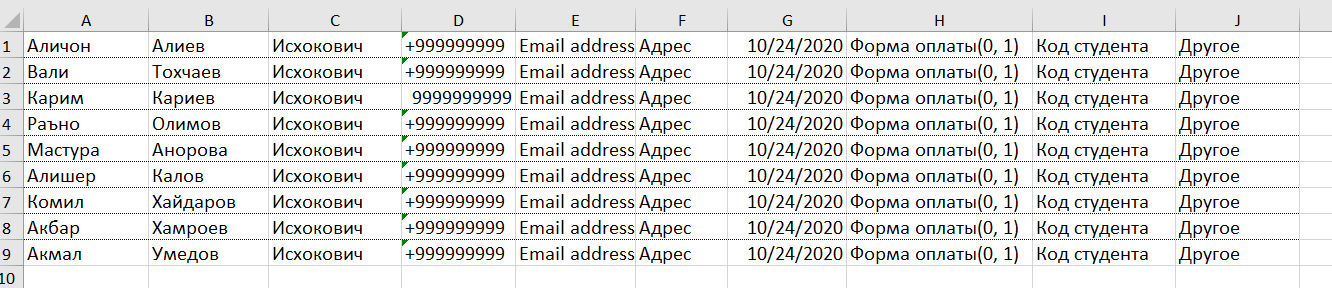 A B C D E F G H I J
1 Аличон Алиев Исхокович +999999999 Email address Адрес 10/24/2020 Форма оплаты(0, 1) Код студента Другое
2 Вали Тохчаев Исхокович +999999999 Email address Адрес 10/24/2020 Форма оплаты(0, 1) Код студента Другое
3 Карим Кариев Исхокович 9999999999 Email address Адрес 10/24/2020 Форма оплаты(0, 1) Код студента Другое
4 Раъно Олимов Исхокович +999999999 Email address Адрес 10/24/2020 Форма оплаты(0, 1) Код студента Другое
5 Мастура Анорова Исхокович +999999999 Email address Адрес 10/24/2020 Форма оплаты(0, 1) Код студента Другое
6 Алишер Калов Исхокович +999999999 Email address Адрес 10/24/2020 Форма оплаты(0, 1) Код студента Другое
7 Комил Хайдаров Исхокович +999999999 Email address Адрес 10/24/2020 Форма оплаты(0, 1) Код студента Другое
8 Акбар Хамроев Исхокович +999999999 Email address Адрес 10/24/2020 Форма оплаты(0, 1) Код студента Другое
9 Акмал Умедов Исхокович +999999999 Email address Адрес 10/24/2020 Форма оплаты(0, 1) Код студента Другое
10